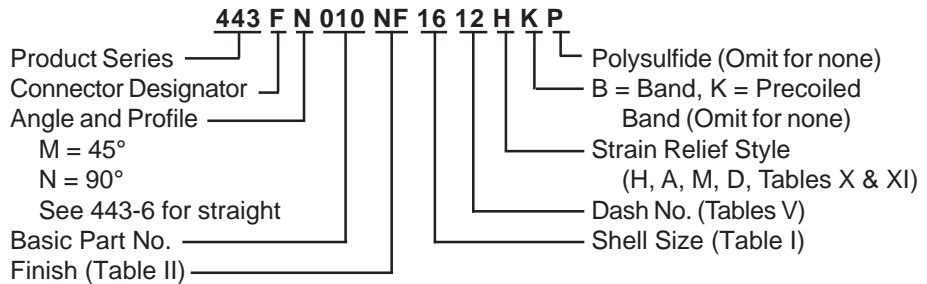 443 F N 010 NF 16 12 H K P
Product Series
Connector Designator
Angle and Profile
M = 45°
N = 90°
See 443-6 for straight
Basic Part No.
Finish (Table II)
Polysulfide (Omit for none)
B = Band, K = Precoiled
Band (Omit for none)
Strain Relief Style
(H, A, M, D, Tables X & XI)
Dash No. (Tables V)
Shell Size (Table I)